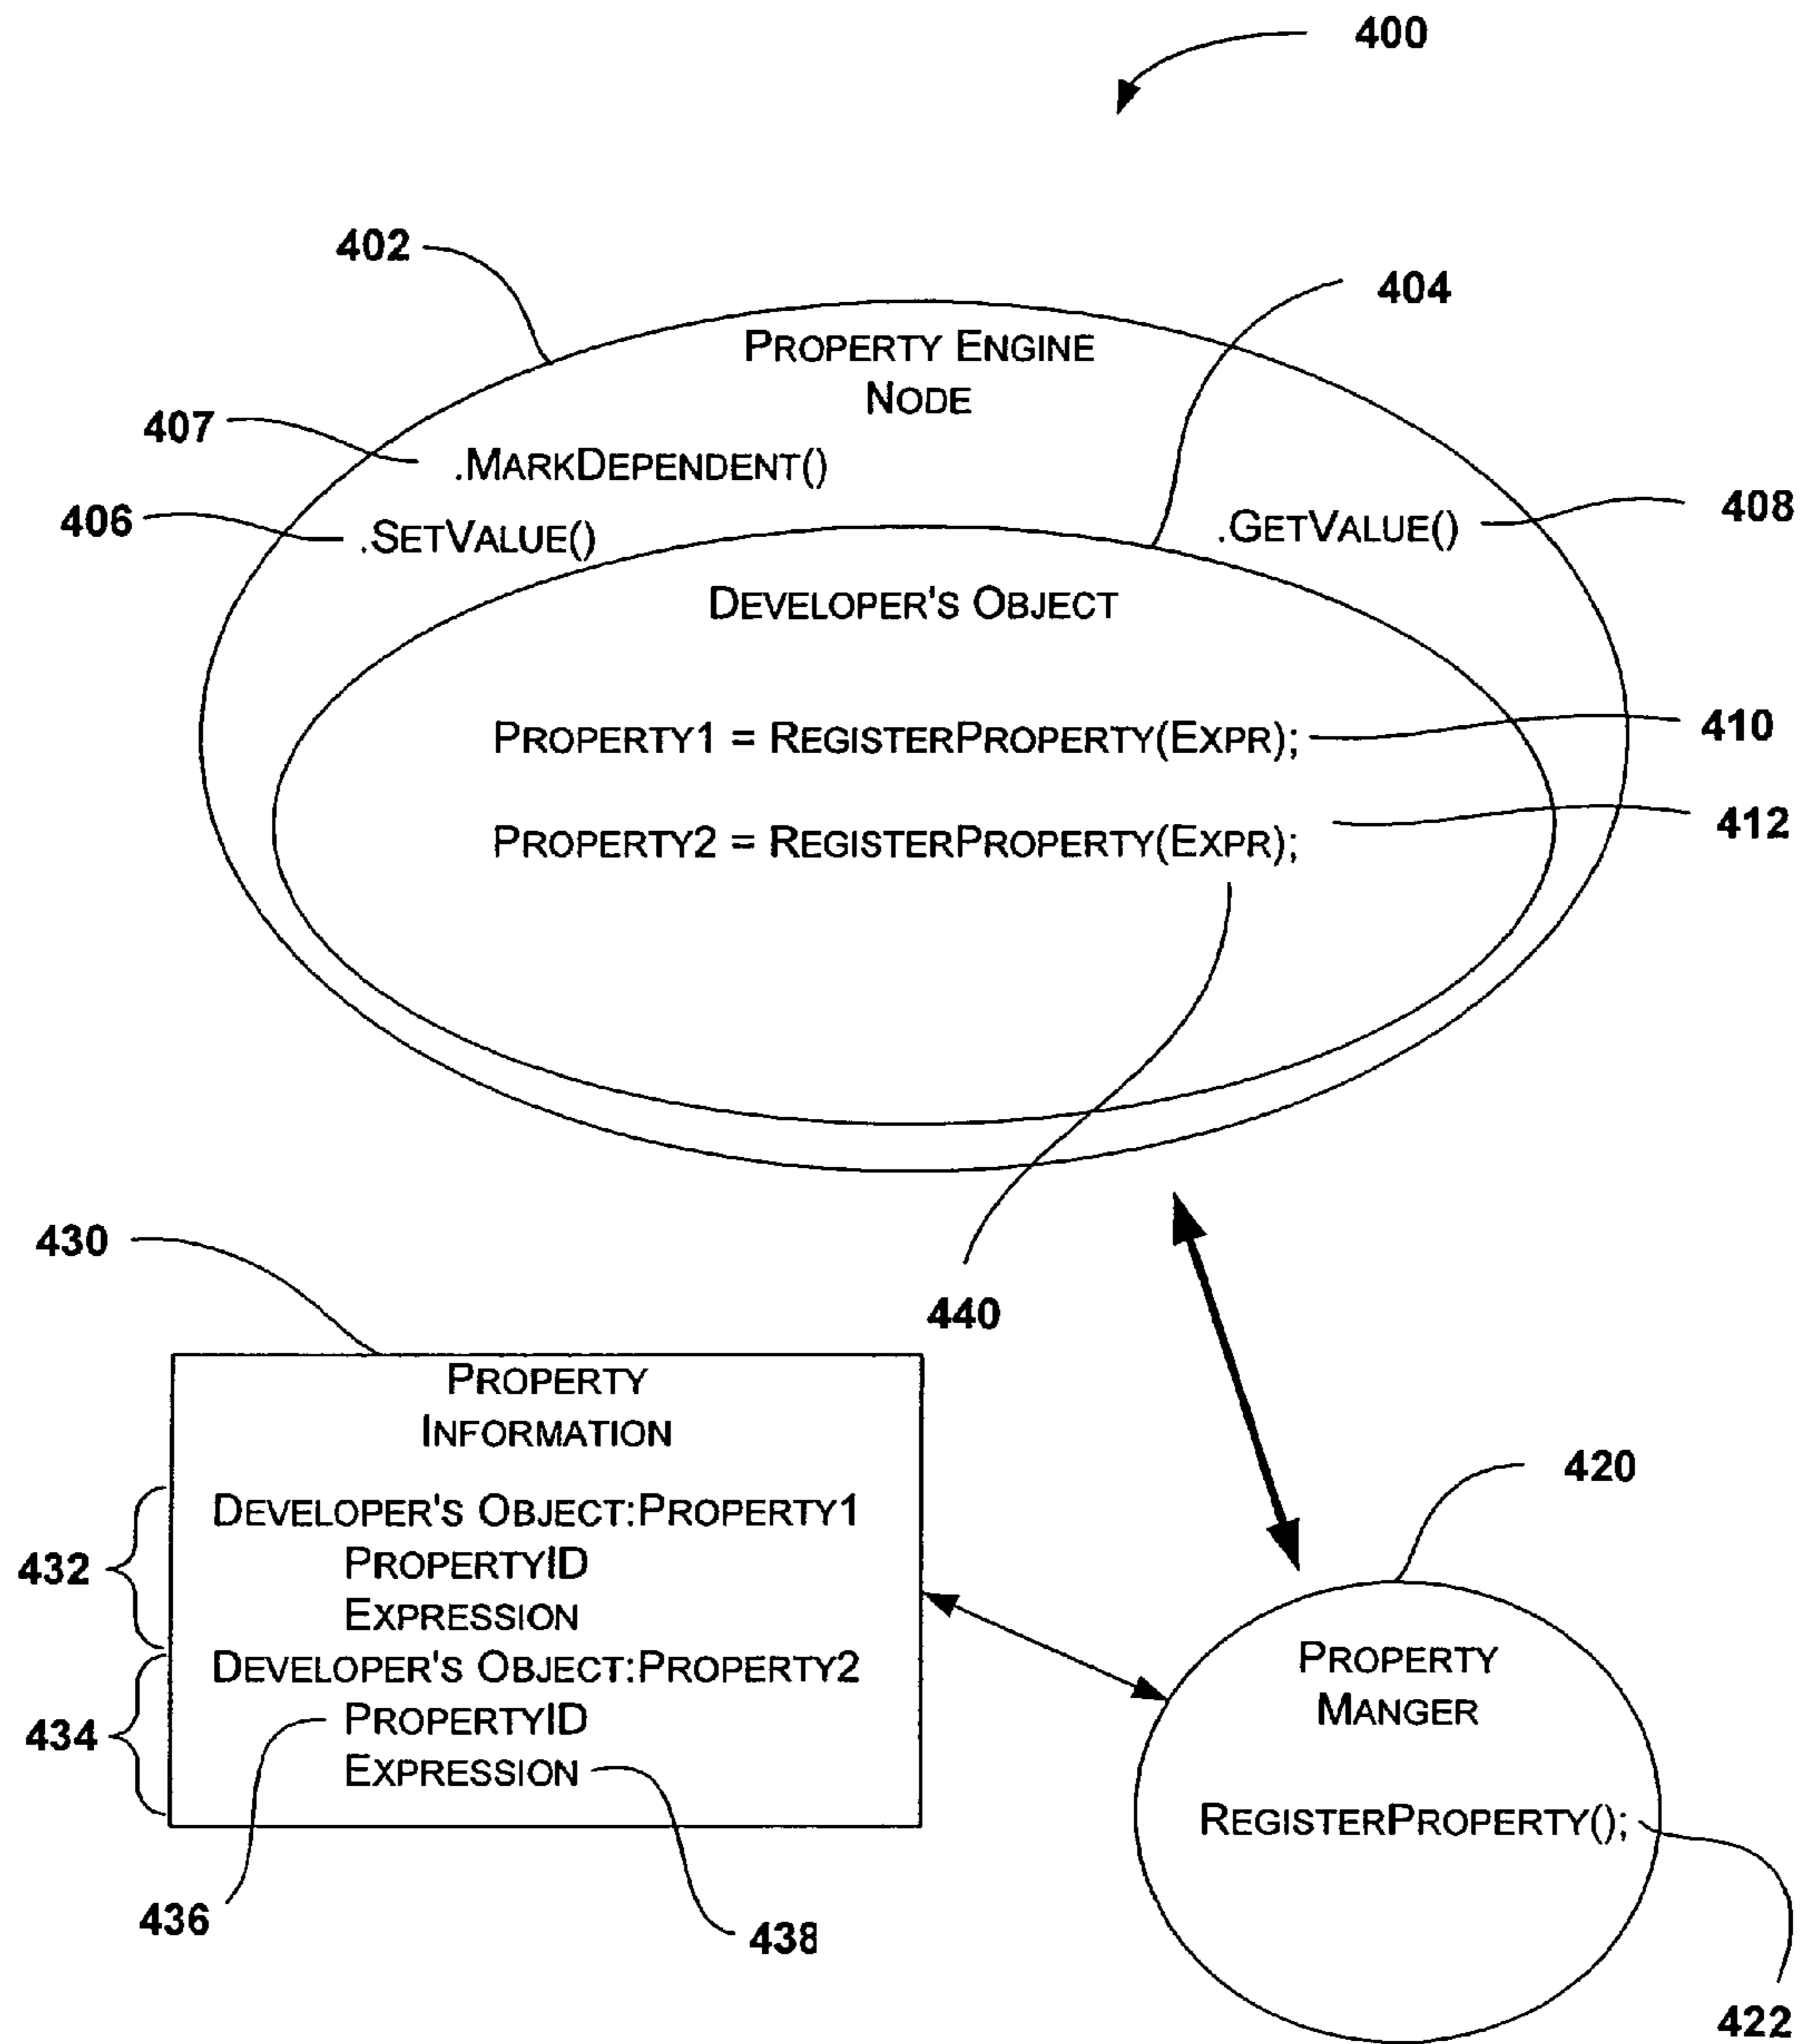 400
402
404
PROPERTY ENGINE
NODE
407
.MARKDEPENDENT()
406
.SETVALUE()
.GETVALUE()
408
DEVELOPER'S OBJECT
PROPERTY1 = REGISTERPROPERTY(EXPR);
410
PROPERTY2 = REGISTERPROPERTY(EXPR);
412
440
430
PROPERTY
INFORMATION
DEVELOPER'S OBJECT:PROPERTY1
PROPERTYID
EXPRESSION
432
DEVELOPER'S OBJECT:PROPERTY2
PROPERTYID
EXPRESSION
434
436
438
420
PROPERTY
MANGER
REGISTERPROPERTY();
422